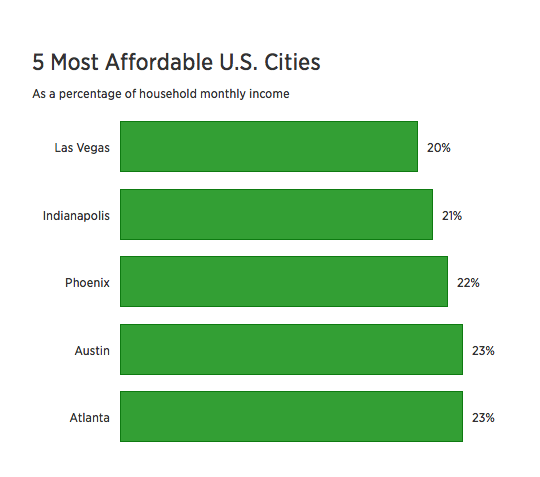 5 Most Affordable U.S. Cities
As a percentage of household monthly income
Las Vegas 20%
Indianapolis 21%
Phoenix 22%
Austin 23%
Atlanta 23%